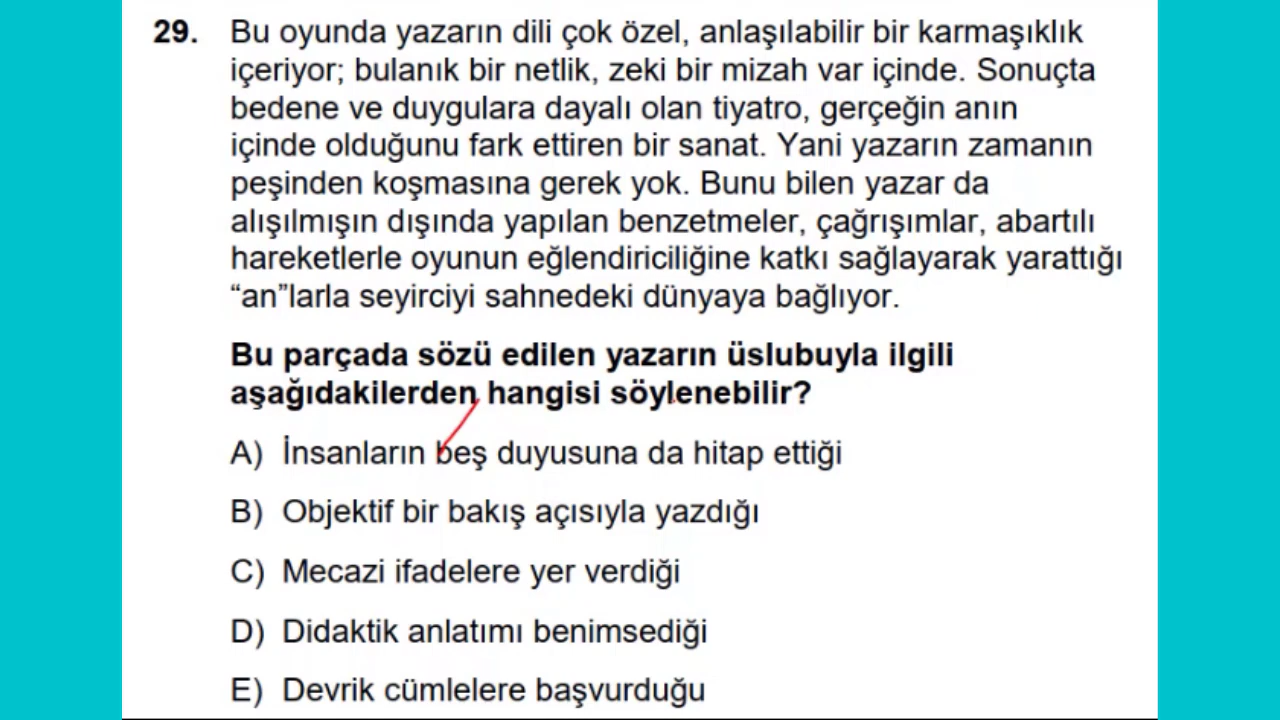 29. Bu oyunda yazarın dili çok özel, anlaşılabilir bir karmaşıklık
içeriyor; bulanık bir netlik, zeki bir mizah var içinde. Sonuçta
bedene ve duygulara dayalı olan tiyatro, gerçeğin anın
içinde olduğunu fark ettiren bir sanat. Yani yazarın zamanın
peşinden koşmasına gerek yok. Bunu bilen yazar da
alışılmışın dışında yapılan benzetmeler, çağrışımlar, abartılı
hareketlerle oyunun eğlendiriciliğine katkı sağlayarak yarattığı
“an”larla seyirciyi sahnedeki dünyaya bağlıyor.
Bu parçada sözü edilen yazarın üslubuyla ilgili
aşağıdakilerden hangisi söylenebilir?
A) İnsanların beş duyusuna da hitap ettiği
B) Objektif bir bakış açısıyla yazdığı
C) Mecazi ifadelere yer verdiği
D) Didaktik anlatımı benimsediği
E) Devrik cümlelere başvurduğu